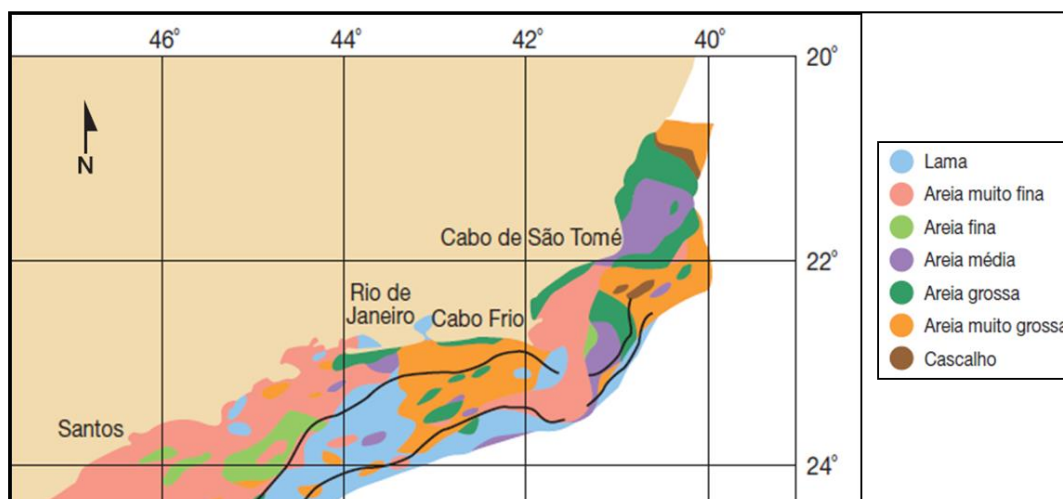 46°
44°
42°
40°
20°
N
Cabo de São Tomé
22°
Rio de
Janeiro
Cabo Frio
Santos
24°
Lama
Areia muito fina
Areia fina
Areia média
Areia grossa
Areia muito grossa
Cascalho